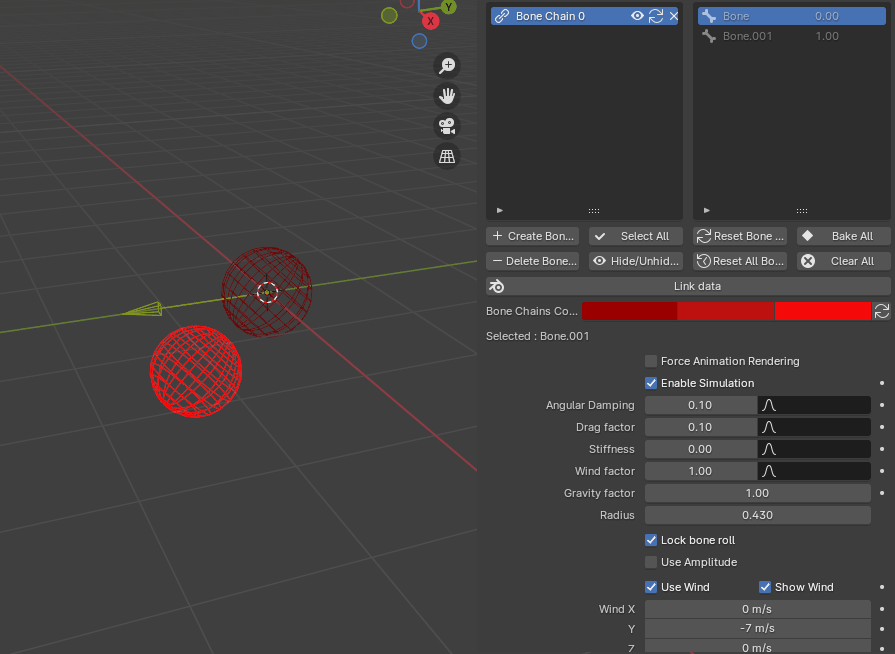 Y
X
Bone Chain 0
Bone 0.00
Bone.001 1.00
Create Bon... Select All Reset Bone ... Bake All
Delete Bone... Hide/Unhid... Reset All Bo... Clear All
Link data
Bone Chains Co...
Selected : Bone.001
Force Animation Rendering
Enable Simulation
Angular Damping 0.10
Drag factor 0.10
Stiffness 0.00
Wind factor 1.00
Gravity factor 1.00
Radius 0.430
Lock bone roll
Use Amplitude
Use Wind Show Wind
Wind X 0 m/s
Y -7 m/s
Z 0 m/s